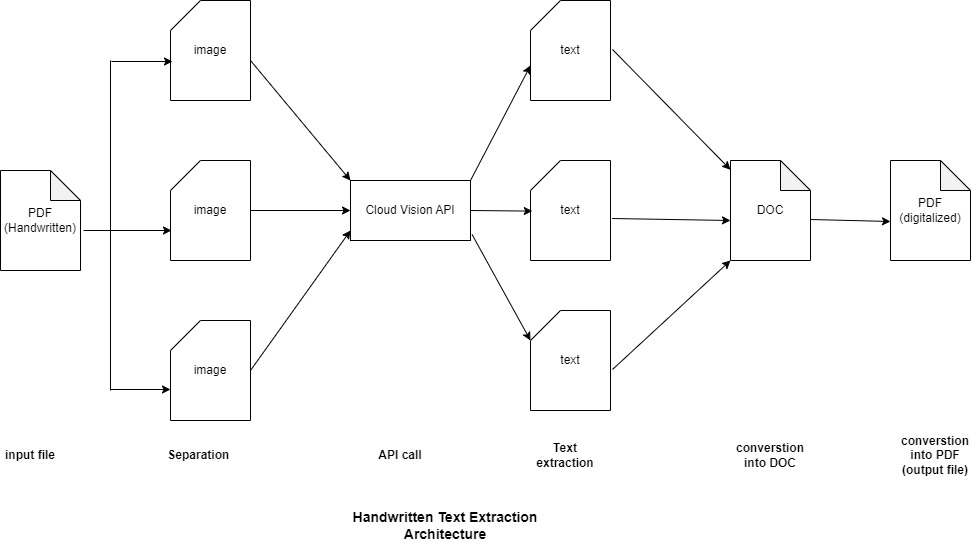 image
text
image
Cloud Vision API
text
DOC
PDF
(Handwritten)
PDF
(digitalized)
image
text
input file
Separation
API call
Text
extraction
converstion
into DOC
converstion
into PDF
(output file)
Handwritten Text Extraction
Architecture